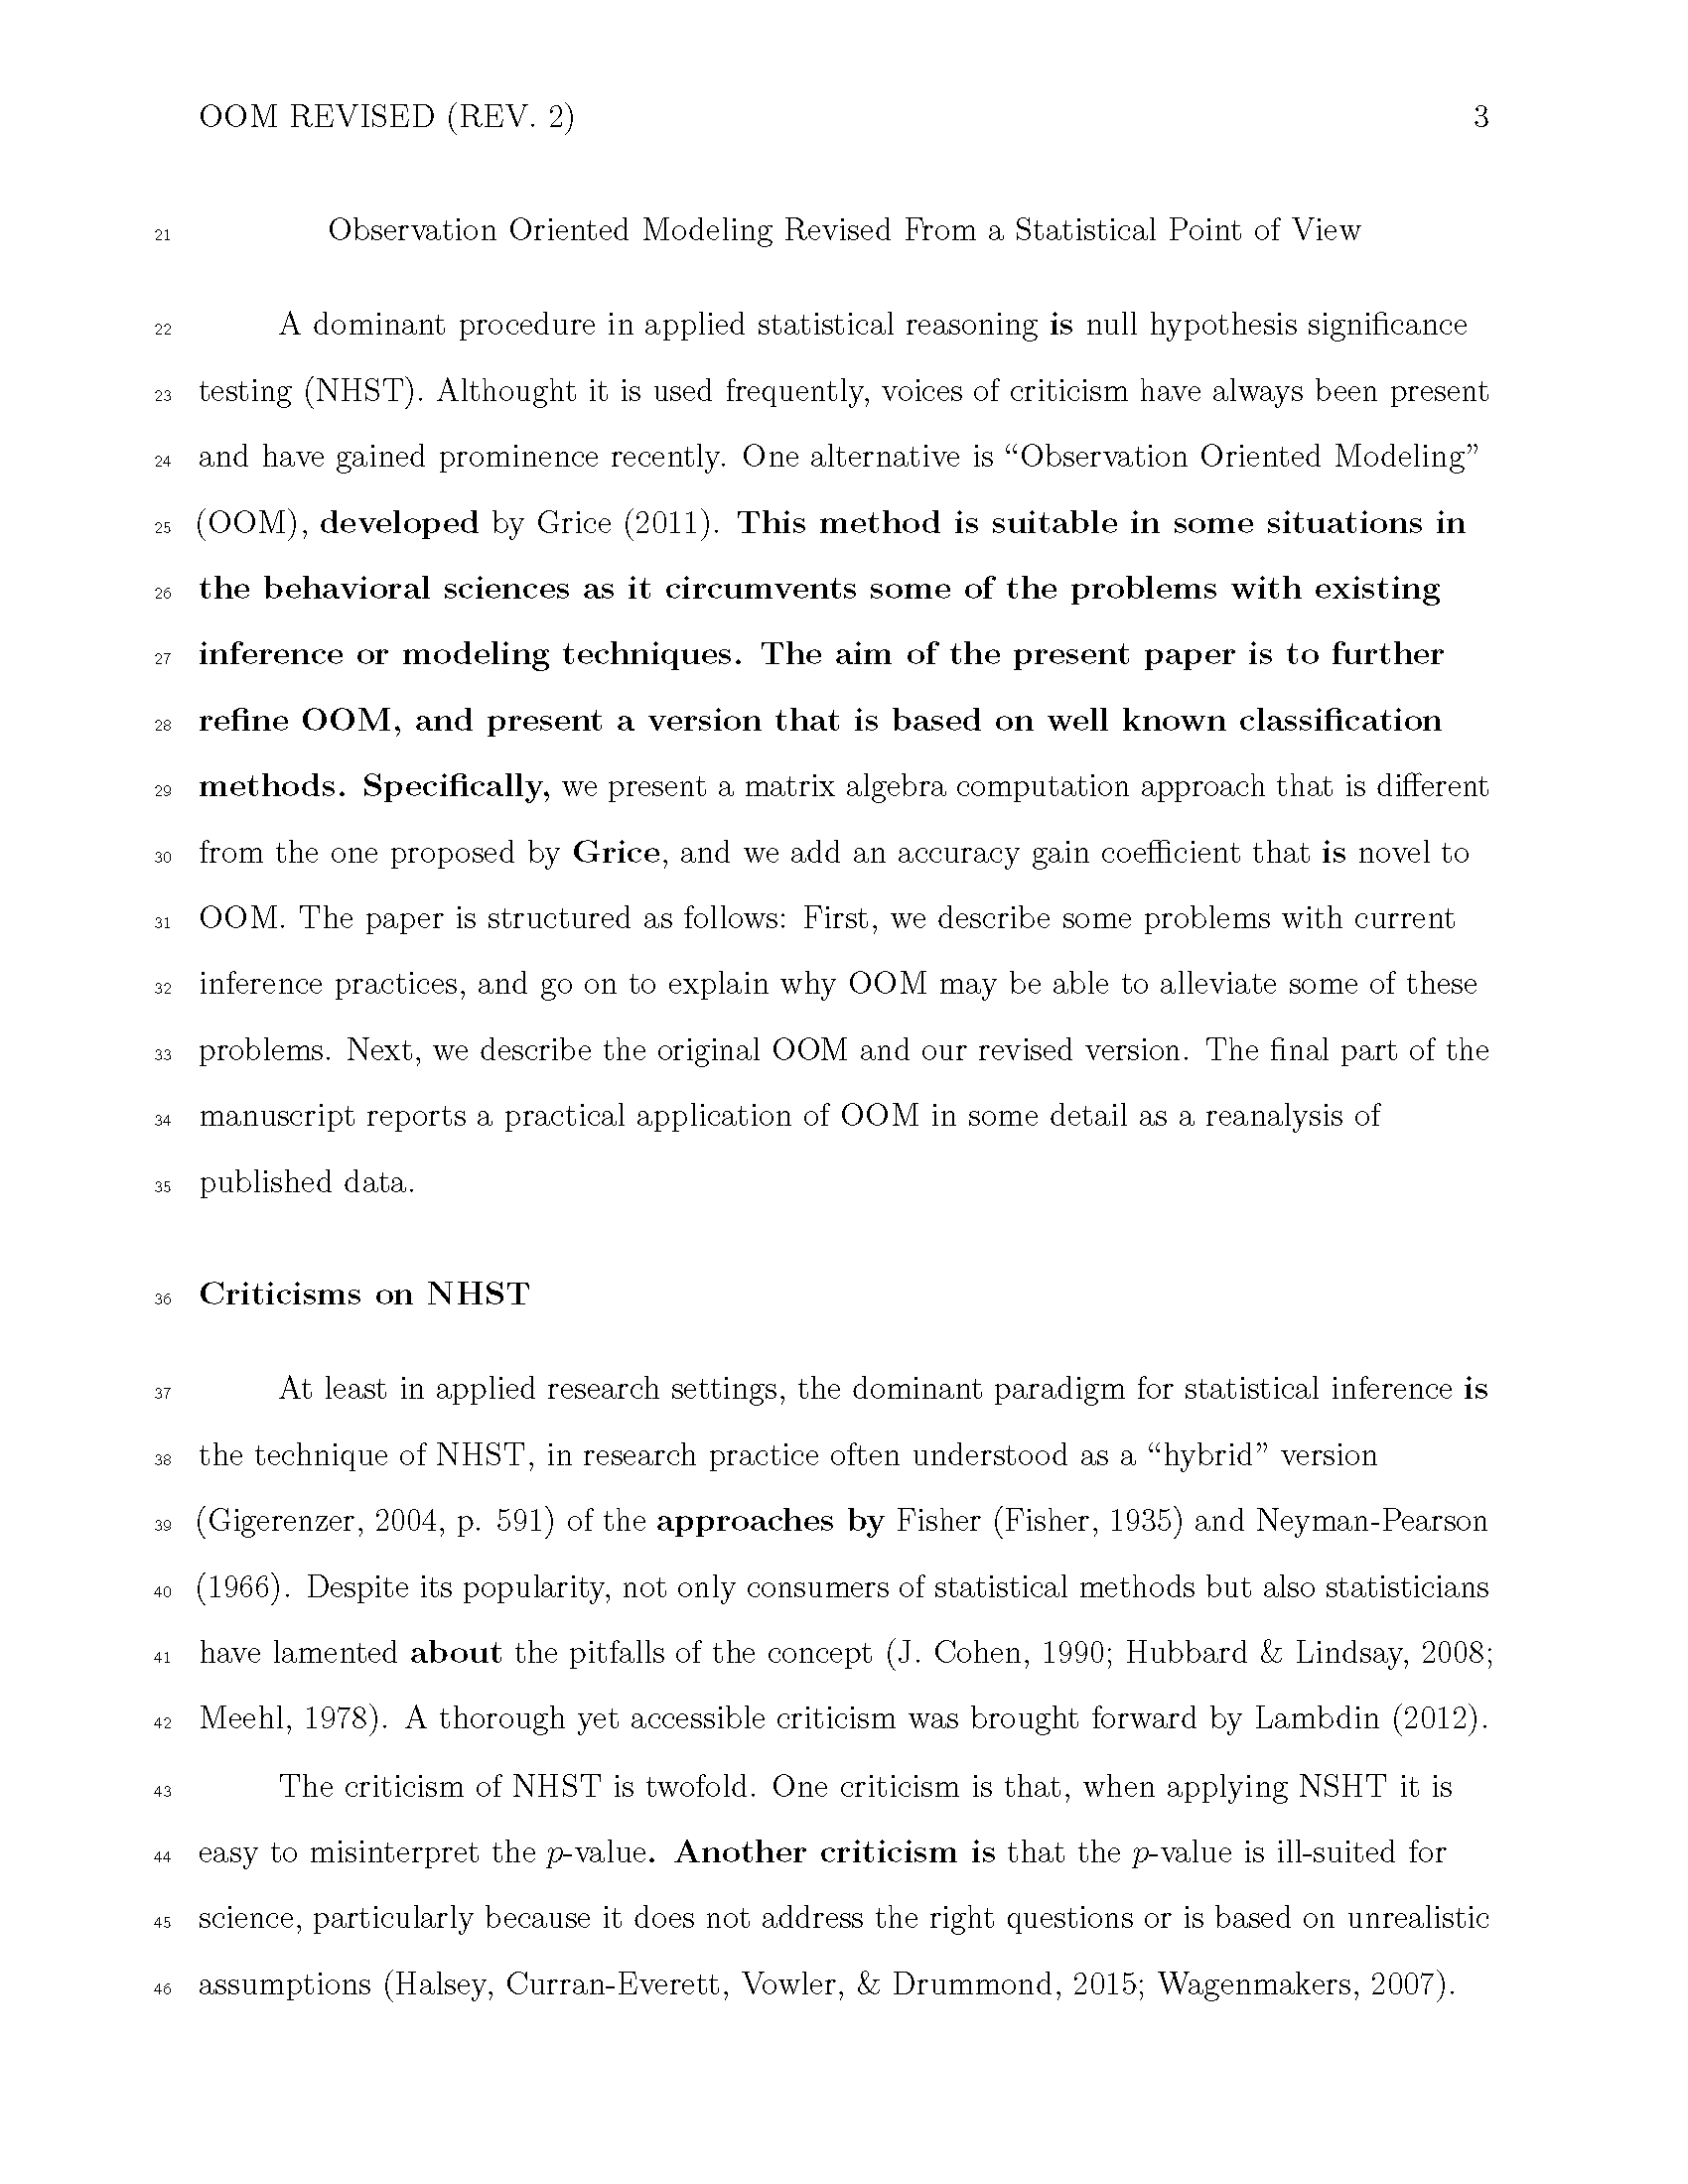 OOM REVISED (REV. 2) 3
21 Observation Oriented Modeling Revised From a Statistical Point of View
22 A dominant procedure in applied statistical reasoning is null hypothesis significance
23 testing (NHST). Althought it is used frequently, voices of criticism have always been present
24 and have gained prominence recently. One alternative is “Observation Oriented Modeling”
25 (OOM), developed by Grice (2011). This method is suitable in some situations in
26 the behavioral sciences as it circumvents some of the problems with existing
27 inference or modeling techniques. The aim of the present paper is to further
28 refine OOM, and present a version that is based on well known classification
29 methods. Specifically, we present a matrix algebra computation approach that is different
30 from the one proposed by Grice, and we add an accuracy gain coefficient that is novel to
31 OOM. The paper is structured as follows: First, we describe some problems with current
32 inference practices, and go on to explain why OOM may be able to alleviate some of these
33 problems. Next, we describe the original OOM and our revised version. The final part of the
34 manuscript reports a practical application of OOM in some detail as a reanalysis of
35 published data.
36 Criticisms on NHST
37 At least in applied research settings, the dominant paradigm for statistical inference is
38 the technique of NHST, in research practice often understood as a “hybrid” version
39 (Gigerenzer, 2004, p. 591) of the approaches by Fisher (Fisher, 1935) and Neyman-Pearson
40 (1966). Despite its popularity, not only consumers of statistical methods but also statisticians
41 have lamented about the pitfalls of the concept (J. Cohen, 1990; Hubbard & Lindsay, 2008;
42 Meehl, 1978). A thorough yet accessible criticism was brought forward by Lambdin (2012).
43 The criticism of NHST is twofold. One criticism is that, when applying NSHT it is
44 easy to misinterpret the p-value. Another criticism is that the p-value is ill-suited for
45 science, particularly because it does not address the right questions or is based on unrealistic
46 assumptions (Halsey, Curran-Everett, Vowler, & Drummond, 2015; Wagenmakers, 2007).